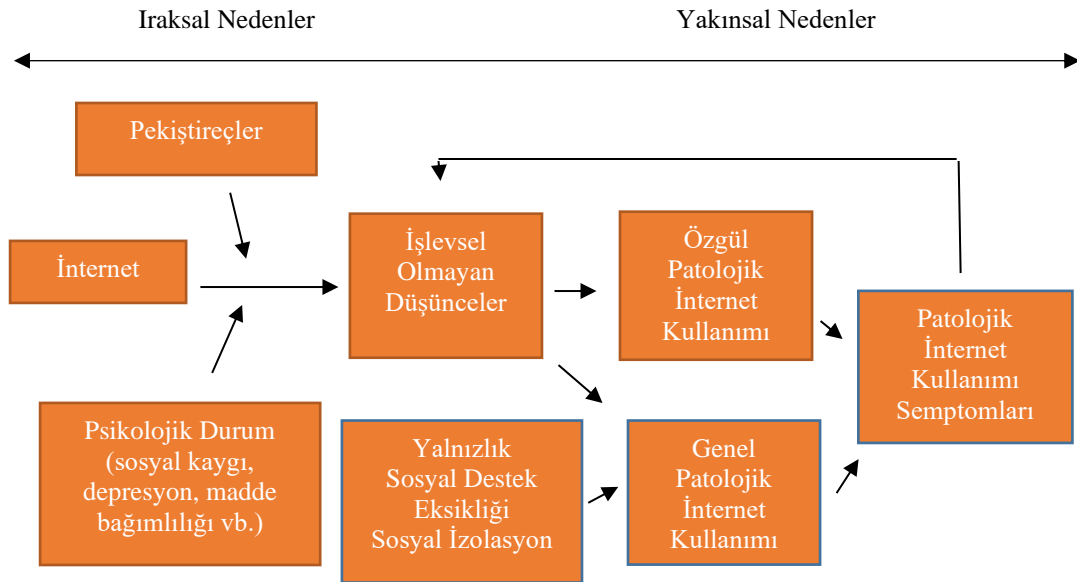 Iraksal Nedenler
Yakınsal Nedenler
Pekiştireçler
İnternet
İşlevsel
Olmayan
Düşünceler
Özgül
Patolojik
İnternet
Kullanımı
Patolojik
İnternet
Kullanımı
Semptomları
Psikolojik Durum
(sosyal kaygı,
depresyon, madde
bağımlılığı vb.)
Yalnızlık
Sosyal Destek
Eksikliği
Sosyal İzolasyon
Genel
Patolojik
İnternet
Kullanımı